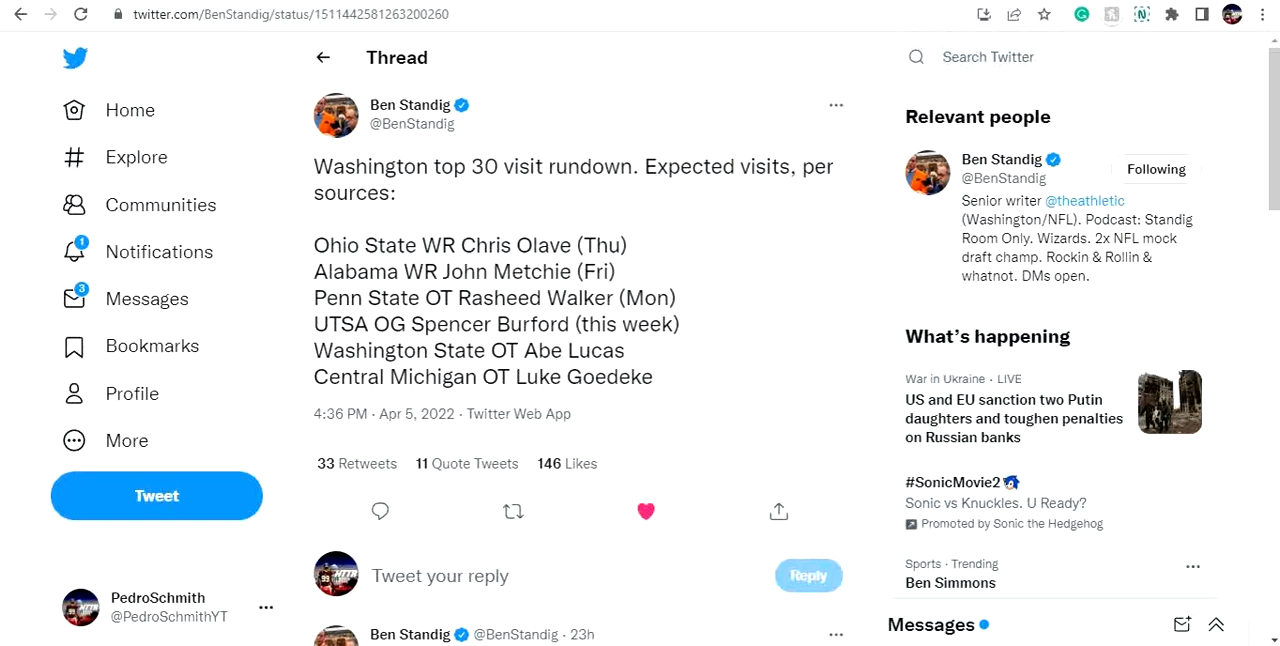 twitter.com/BenStandig/status/1511442581263200260
Thread
Search Twitter
Home
Explore
Communities
1
Notifications
3
Messages
Bookmarks
Profile
More
Tweet
PedroSchmith
@PedroSchmithYT
Ben Standig
@BenStandig
Washington top 30 visit rundown. Expected visits, per
sources:
Ohio State WR Chris Olave (Thu)
Alabama WR John Metchie (Fri)
Penn State OT Rasheed Walker (Mon)
UTSA OG Spencer Burford (this week)
Washington State OT Abe Lucas
Central Michigan OT Luke Goedeke
4:36 PM · Apr 5, 2022 · Twitter Web App
33 Retweets 11 Quote Tweets 146 Likes
Tweet your reply
Reply
Ben Standig @BenStandig · 23h
Relevant people
Ben Standig
@BenStandig
Following
Senior writer @theathletic
(Washington/NFL). Podcast: Standig
Room Only. Wizards. 2x NFL mock
draft champ. Rockin & Rollin &
whatnot. DMs open.
What's happening
War in Ukraine · LIVE
US and EU sanction two Putin
daughters and toughen penalties
on Russian banks
#SonicMovie2
Sonic vs Knuckles. U Ready?
Promoted by Sonic the Hedgehog
Sports · Trending
Ben Simmons
Messages